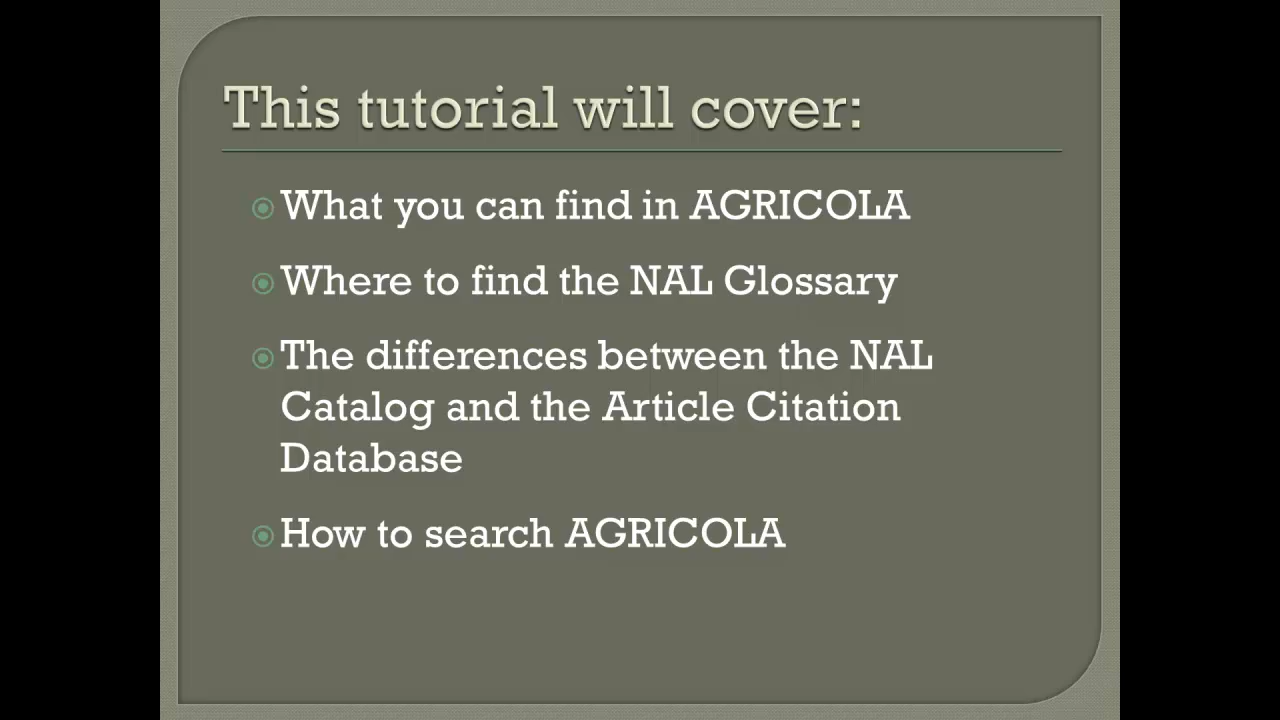 This tutorial will cover:
What you can find in AGRICOLA
Where to find the NAL Glossary
The differences between the NAL
Catalog and the Article Citation
Database
How to search AGRICOLA